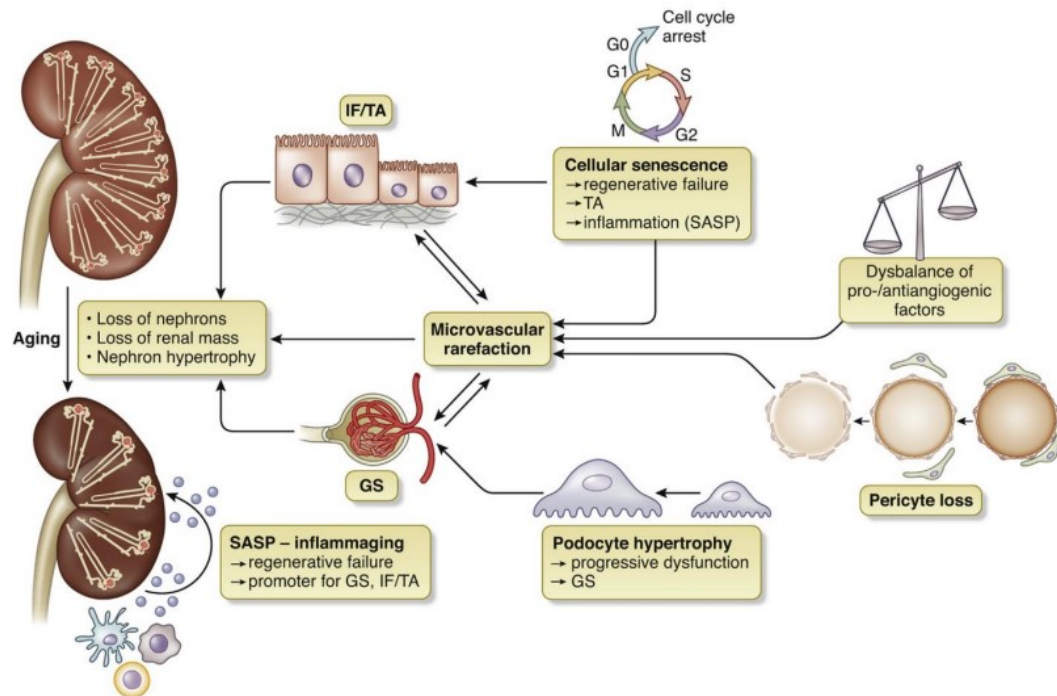 Cell cycle
arrest
G0
G1
S
M
G2
IF/TA
Cellular senescence
→ regenerative failure
→ TA
→ inflammation (SASP)
Dysbalance of
pro-/antiangiogenic
factors
Aging
• Loss of nephrons
• Loss of renal mass
• Nephron hypertrophy
Microvascular
rarefaction
GS
Pericyte loss
SASP – inflammaging
→ regenerative failure
→ promoter for GS, IF/TA
Podocyte hypertrophy
→ progressive dysfunction
→ GS